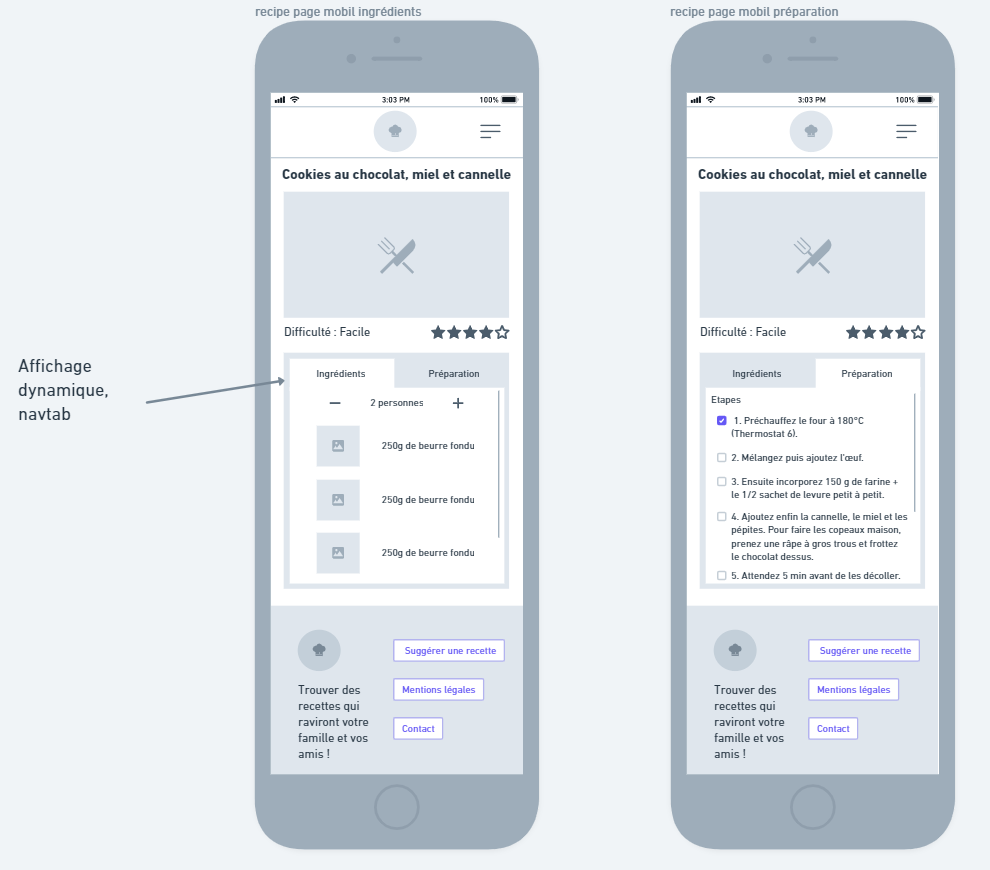 recipe page mobil ingrédients
3:03 PM
100%
Cookies au chocolat, miel et cannelle
Difficulté : Facile
Affichage
dynamique,
navtab
Ingrédients
Préparation
2 personnes
250g de beurre fondu
250g de beurre fondu
250g de beurre fondu
Trouver des
recettes qui
raviront votre
famille et vos
amis !
Suggérer une recette
Mentions légales
Contact
recipe page mobil préparation
3:03 PM
100%
Cookies au chocolat, miel et cannelle
Difficulté : Facile
Ingrédients
Préparation
Etapes
1. Préchauffez le four à 180°C
(Thermostat 6).
2. Mélangez puis ajoutez l'œuf.
3. Ensuite incorporez 150 g de farine +
le 1/2 sachet de levure petit à petit.
4. Ajoutez enfin la cannelle, le miel et les
pépites. Pour faire les copeaux maison,
prenez une râpe à gros trous et frottez
le chocolat dessus.
5. Attendez 5 min avant de les décoller.
Trouver des
recettes qui
raviront votre
famille et vos
amis !
Suggérer une recette
Mentions légales
Contact